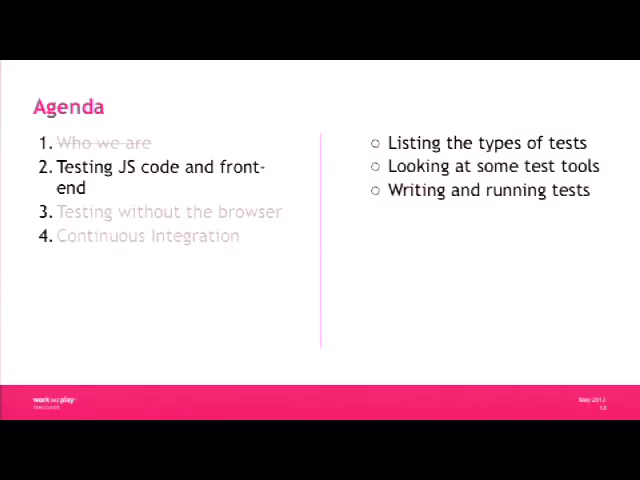 Agenda
1. Who we are
2. Testing JS code and front-
end
3. Testing without the browser
4. Continuous Integration
○ Listing the types of tests
○ Looking at some test tools
○ Writing and running tests
work play
May 2013